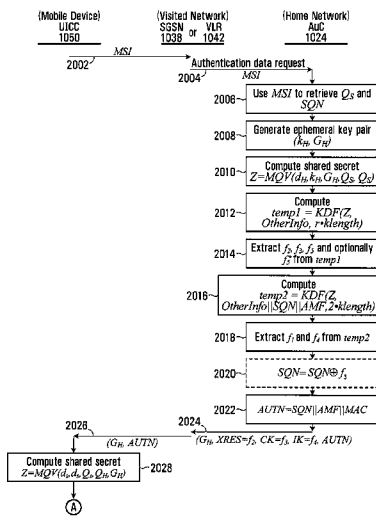 (Mobile Device)
UICC
1050
(Visited Network)
SGSN or VLR
1038 1042
(Home Network)
AuC
1024
MSI
2002
Authentication data request
2004 MSI
2006
Use MSI to retrieve QS and
SQN
2008
Generate ephemeral key pair
(kH, GH)
2010
Compute shared secret
Z=MQV(dH,kH,GH,QS,QS)
2012
Compute
temp1 = KDF(Z,
OtherInfo, r•klength)
2014
Extract f2, f3, f5 and optionally
f5* from temp1
2016
Compute
temp2 = KDF(Z,
OtherInfo||SQN||AMF,2•klength)
2018
Extract f1 and f4 from temp2
2020
SQN=SQN⊕f5
2022
AUTN=SQN||AMF||MAC
2024
(GH, XRES=f2, CK=f3, IK=f4, AUTN)
2026
(GH, AUTN)
Compute shared secret
Z=MQV(ds,ds,Qs,QH,GH)
2028
A